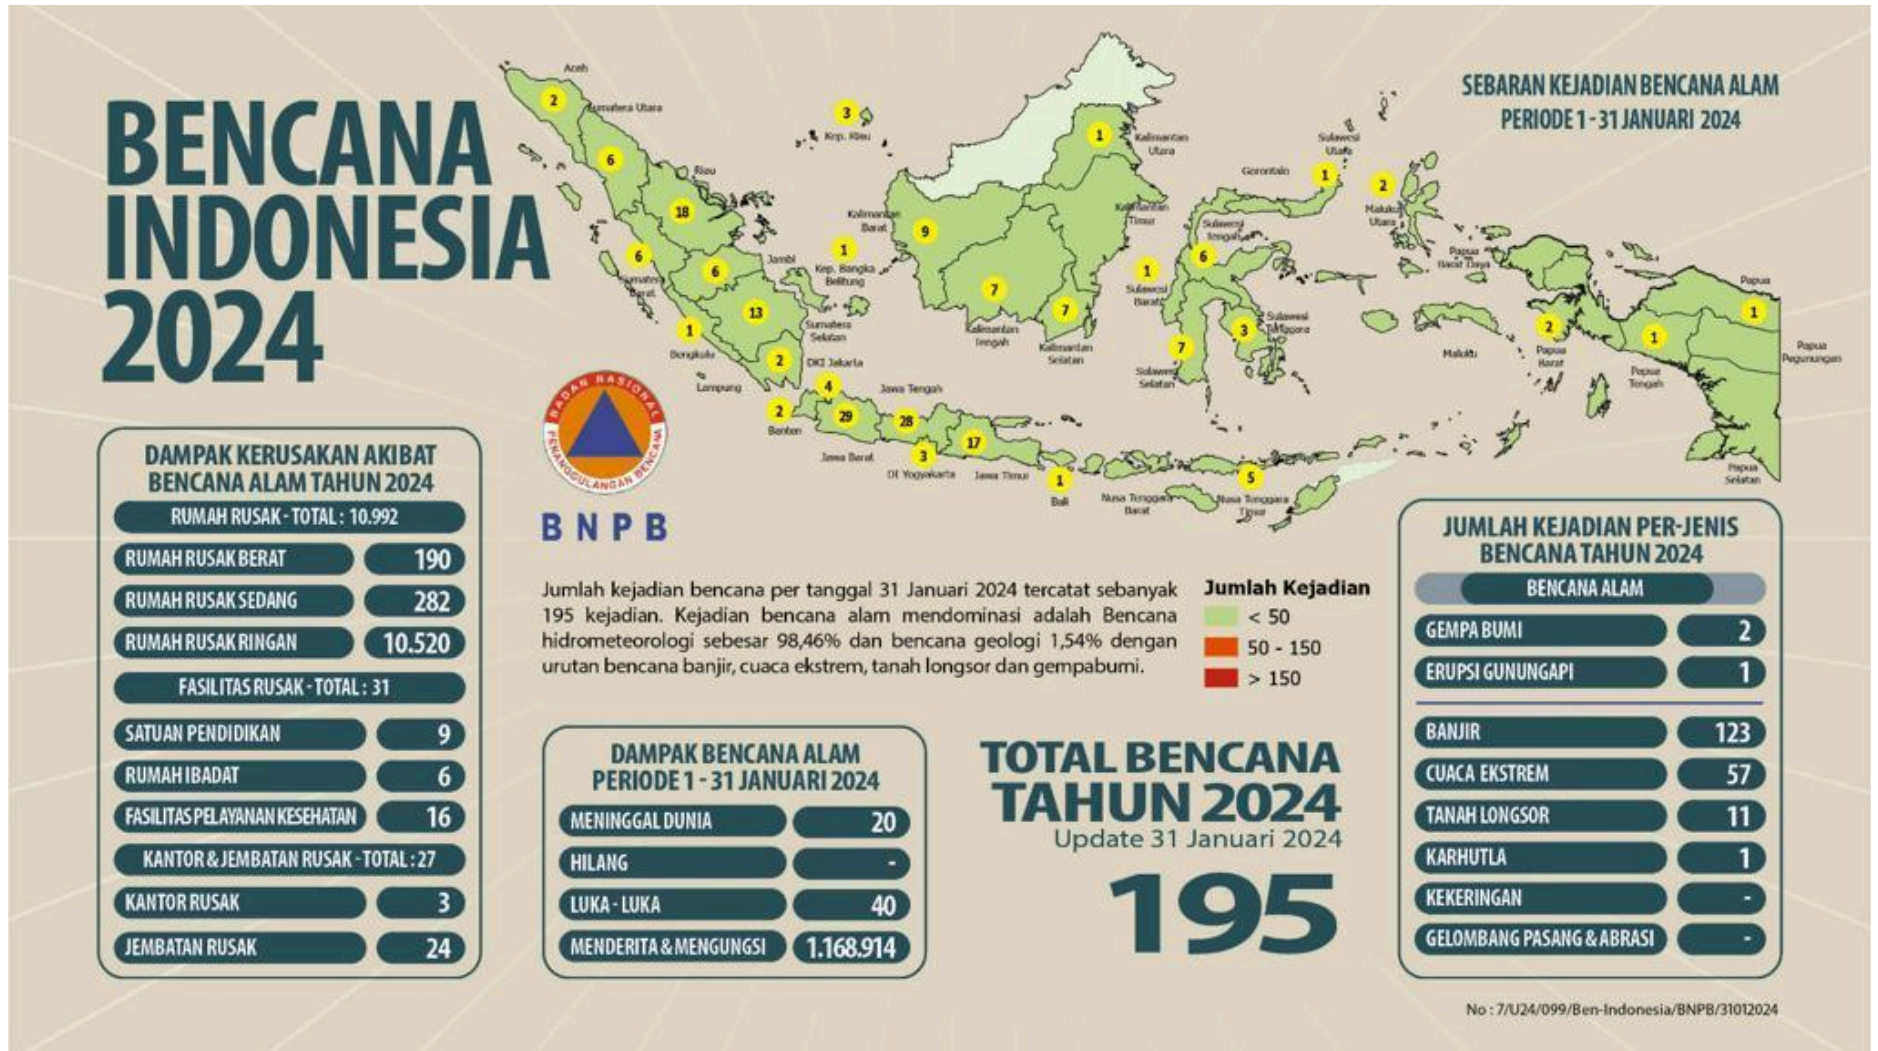 BENCANA
INDONESIA
2024
SEBARAN KEJADIAN BENCANA ALAM
PERIODE 1 - 31 JANUARI 2024
Aceh
2
Sumatera Utara
6
Riau
18
Knp. Riau
3
Sumatera
Barat
6
Jambi
6
Kep. Bangka
Belitung
1
Sumatera
Selatan
13
Bengkulu
1
Lampung
2
DKI Jakarta
4
Banten
2
Jawa Barat
29
Jawa Tengah
28
DI Yogyakarta
3
Jawa Timur
17
Bali
1
Nusa Tenggara
Barat
Nusa Tenggara
Timur
5
Kalimantan
Barat
9
Kalimantan
Tengah
7
Kalimantan
Selatan
7
Kalimantan
Timur
Kalimantan
Utara
1
Gorontalo
Sulawesi
Utara
1
Sulawesi
Tengah
6
Sulawesi
Barat
1
Sulawesi
Selatan
7
Sulawesi
Tenggara
3
Maluku
Utara
2
Maluku
Papua
Barat Daya
Papua
Barat
2
Papua
Tengah
1
Papua
1
Papua
Pegunungan
Papua
Selatan
BADAN NASIONAL
PENANGGULANGAN BENCANA
BNPB
DAMPAK KERUSAKAN AKIBAT
BENCANA ALAM TAHUN 2024
RUMAH RUSAK - TOTAL : 10.992
RUMAH RUSAK BERAT 190
RUMAH RUSAK SEDANG 282
RUMAH RUSAK RINGAN 10.520
FASILITAS RUSAK - TOTAL : 31
SATUAN PENDIDIKAN 9
RUMAH IBADAT 6
FASILITAS PELAYANAN KESEHATAN 16
KANTOR & JEMBATAN RUSAK - TOTAL : 27
KANTOR RUSAK 3
JEMBATAN RUSAK 24
Jumlah kejadian bencana per tanggal 31 Januari 2024 tercatat sebanyak
195 kejadian. Kejadian bencana alam mendominasi adalah Bencana
hidrometeorologi sebesar 98,46% dan bencana geologi 1,54% dengan
urutan bencana banjir, cuaca ekstrem, tanah longsor dan gempabumi.
Jumlah Kejadian
< 50
50 - 150
> 150
DAMPAK BENCANA ALAM
PERIODE 1 - 31 JANUARI 2024
MENINGGAL DUNIA 20
HILANG -
LUKA - LUKA 40
MENDERITA & MENGUNGSI 1.168.914
TOTAL BENCANA
TAHUN 2024
Update 31 Januari 2024
195
JUMLAH KEJADIAN PER-JENIS
BENCANA TAHUN 2024
BENCANA ALAM
GEMPA BUMI 2
ERUPSI GUNUNGAPI 1
BANJIR 123
CUACA EKSTREM 57
TANAH LONGSOR 11
KARHUTLA 1
KEKERINGAN -
GELOMBANG PASANG & ABRASI -
No : 7/U24/099/Ben-Indonesia/BNPB/31012024